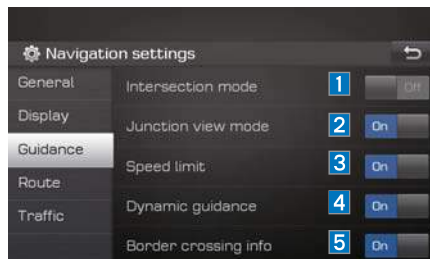 Navigation settings
General
Intersection mode 1 Off
Display
Junction view mode 2 On
Guidance
Speed limit 3 On
Route
Dynamic guidance 4 On
Traffic
Border crossing info 5 On